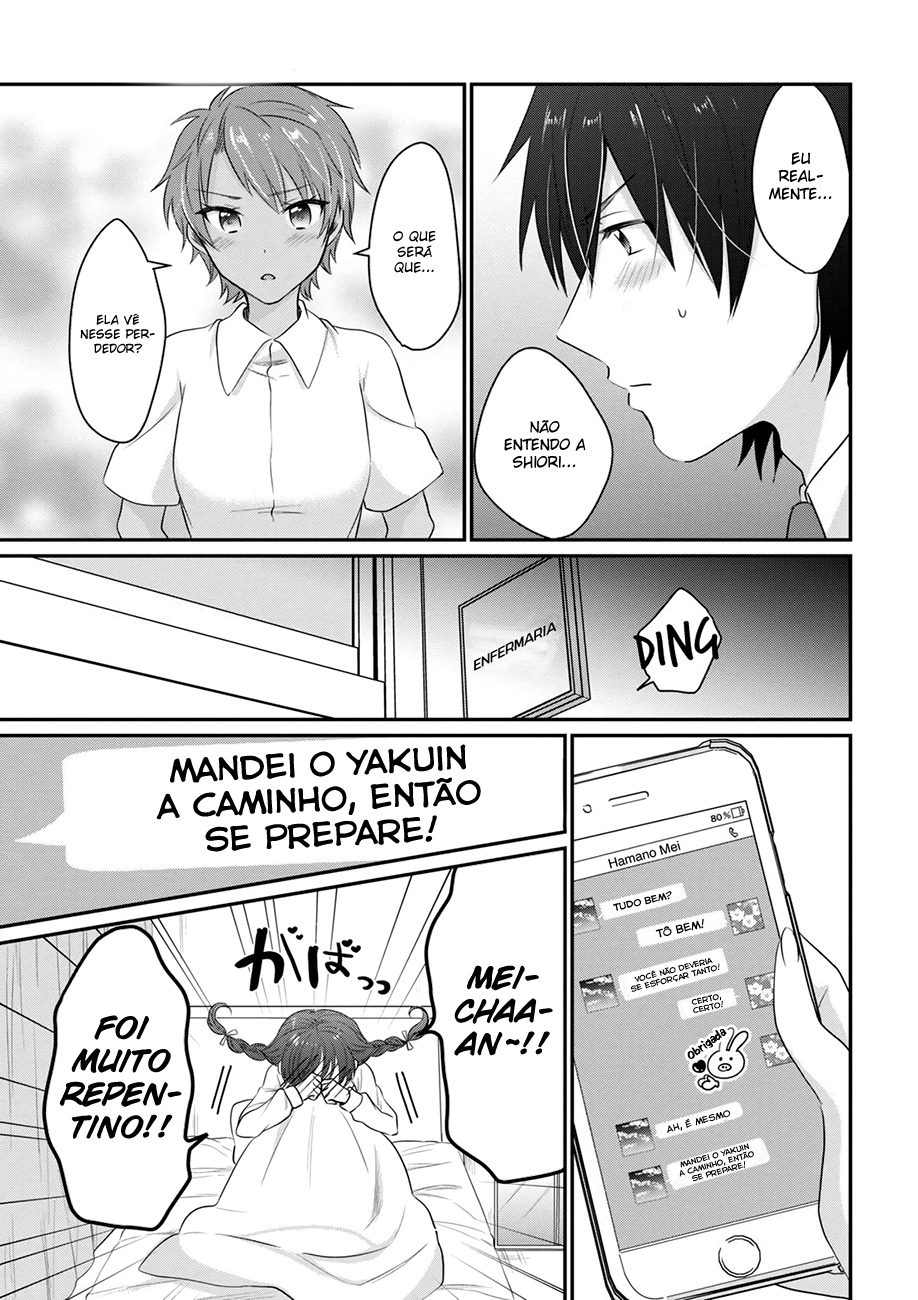 EU
REAL-
MENTE...
NÃO
ENTENDO A
SHIORI...
O QUE
SERÁ
QUE...
ELA VÊ
NESSE PER-
DEDOR?
DING
ENFERMARIA
80%
Hamano Mei
TUDO BEM?
TÔ BEM!
VOCÊ NÃO DEVERIA
SE ESFORÇAR TANTO!
CERTO,
CERTO!
Obrigada
AH, É MESMO
MANDEI O YAKUIN
A CAMINHO, ENTÃO
SE PREPARE!
MANDEI O YAKUIN
A CAMINHO, ENTÃO
SE PREPARE!
MEI-
CHAA-
AN~!!
がばっっ
FOI
MUITO
REPEN-
TINO!!